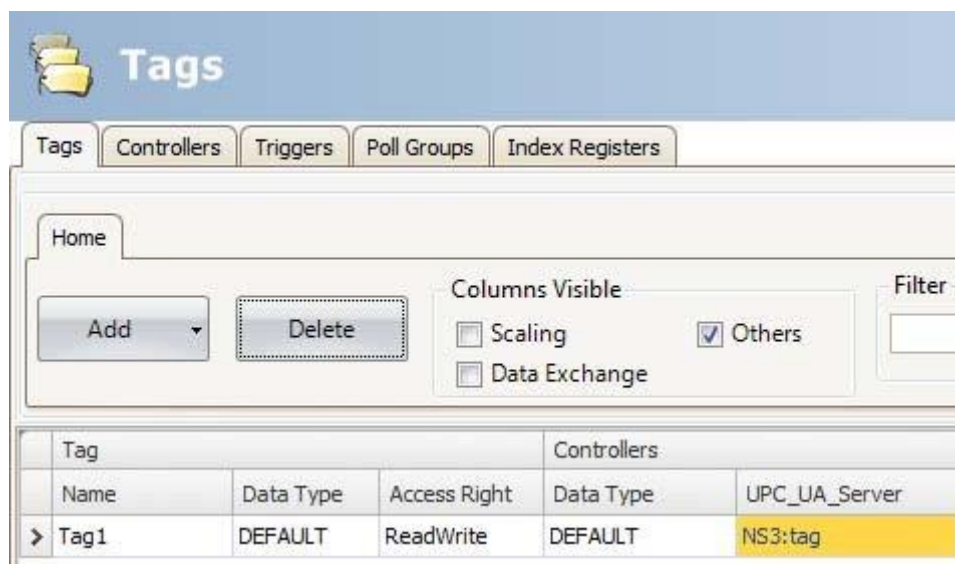 Tags
Tags Controllers Triggers Poll Groups Index Registers
Home
Columns Visible Filter
Add Delete Scaling Others
Data Exchange
Tag Controllers
Name Data Type Access Right Data Type UPC_UA_Server
Tag1 DEFAULT ReadWrite DEFAULT NS3:tag